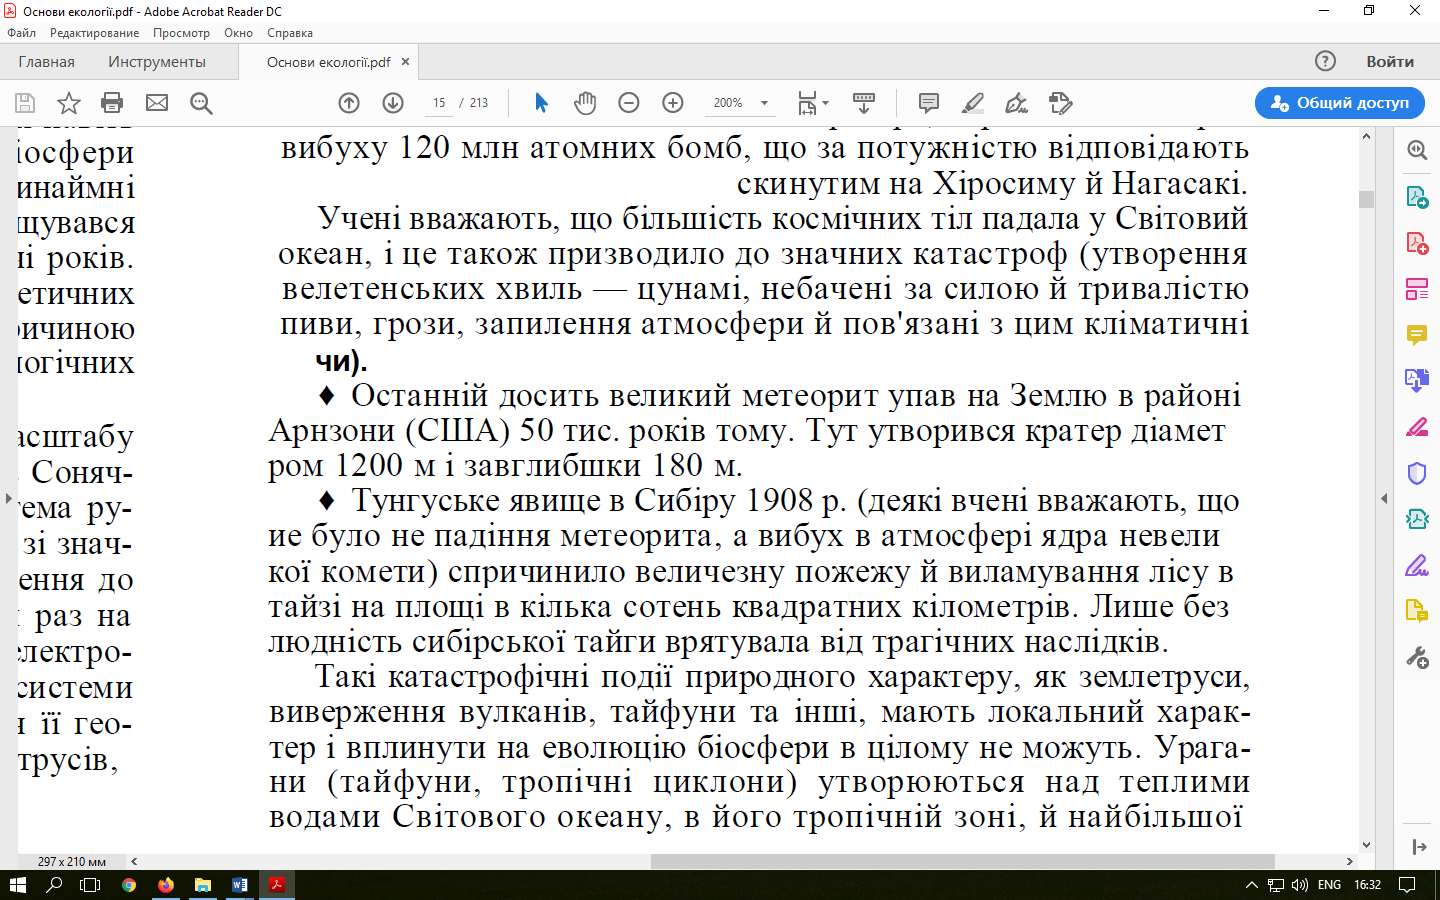 Основи екології.pdf - Adobe Acrobat Reader DC
Файл Редактирование Просмотр Окно Справка
Главная Инструменты Основи екології.pdf × Войти
15 / 213 200% Общий доступ
іосфери
инаймні
щувався
ні років.
етичних
ричиною
логічних
асштабу
Соняч-
тема ру-
зі знач-
ення до
раз на
електро-
системи
її гео-
трусів,
вибуху 120 млн атомних бомб, що за потужністю відповідають
скинутим на Хіросиму й Нагасакі.
Учені вважають, що більшість космічних тіл падала у Світовий
океан, і це також призводило до значних катастроф (утворення
велетенських хвиль — цунамі, небачені за силою й тривалістю
пиви, грози, запилення атмосфери й пов'язані з цим кліматичні
чи).
♦ Останній досить великий метеорит упав на Землю в районі
Арнзони (США) 50 тис. років тому. Тут утворився кратер діамет
ром 1200 м і завглибшки 180 м.
♦ Тунгуське явище в Сибіру 1908 р. (деякі вчені вважають, що
ие було не падіння метеорита, а вибух в атмосфері ядра невели
кої комети) спричинило величезну пожежу й виламування лісу в
тайзі на площі в кілька сотень квадратних кілометрів. Лише без
людність сибірської тайги врятувала від трагічних наслідків.
Такі катастрофічні події природного характеру, як землетруси,
виверження вулканів, тайфуни та інші, мають локальний харак-
тер і вплинути на еволюцію біосфери в цілому не можуть. Урага-
ни (тайфуни, тропічні циклони) утворюються над теплими
водами Світового океану, в його тропічній зоні, й найбільшої
297 x 210 мм
ENG 16:32